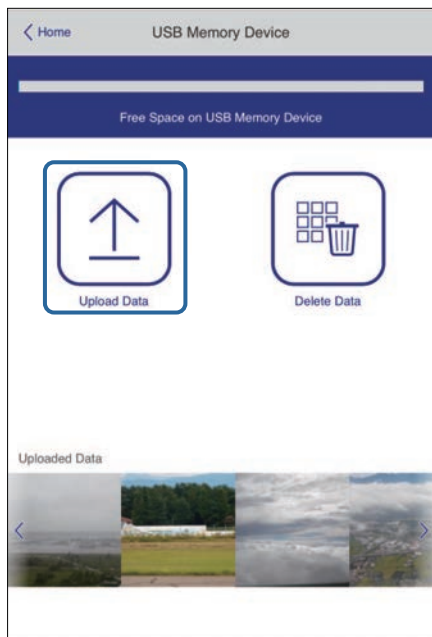 Home
USB Memory Device
Free Space on USB Memory Device
Upload Data
Delete Data
Uploaded Data